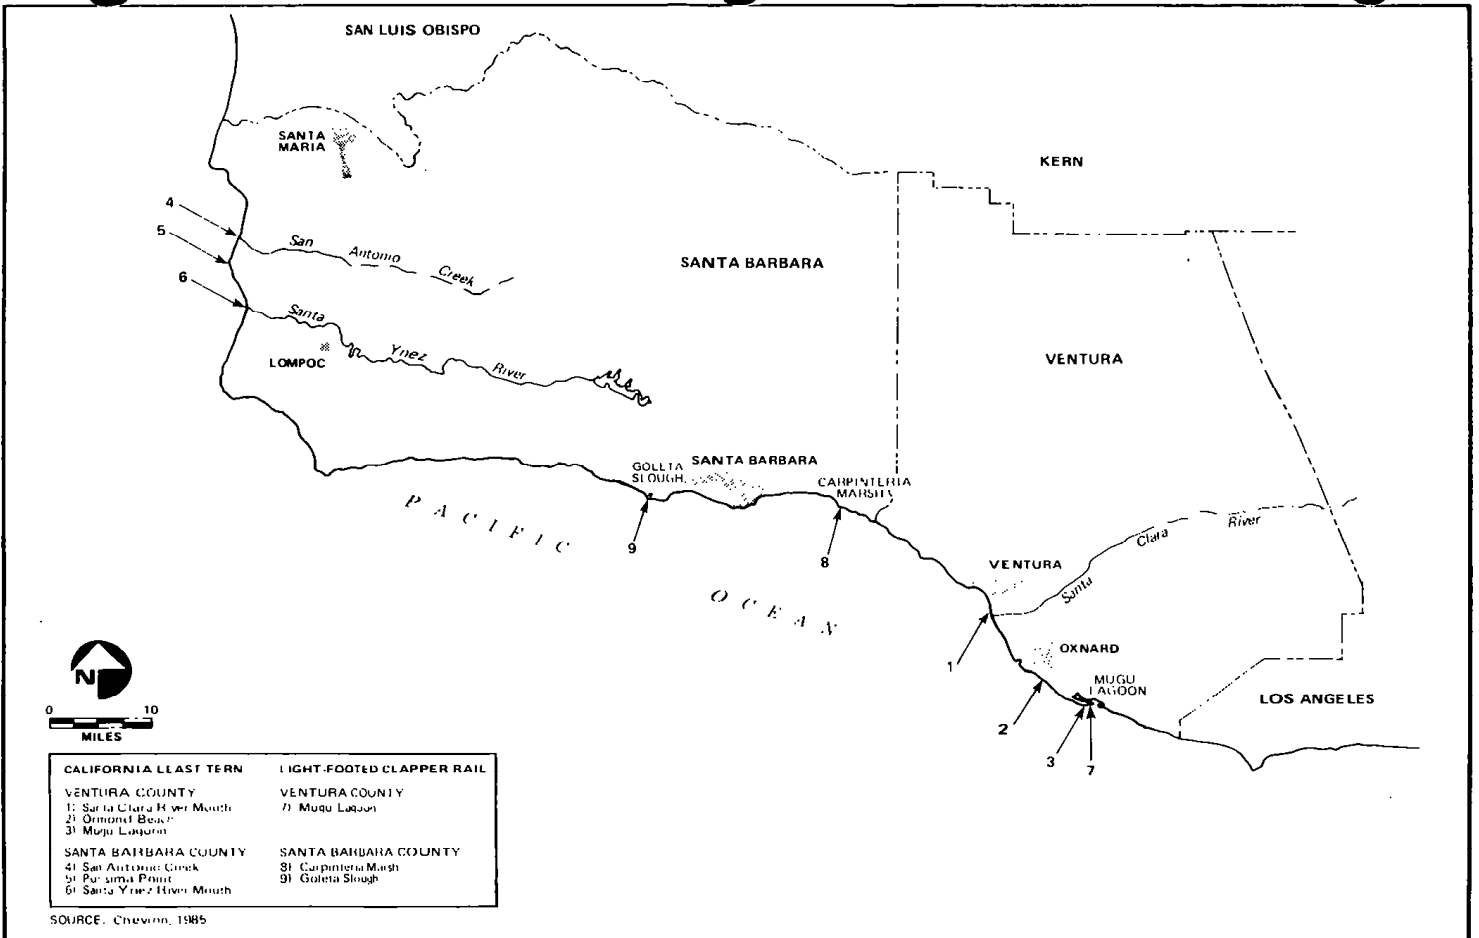 SAN LUIS OBISPO
SANTA
MARIA
KERN
4
5
6
San Antonio Creek
SANTA BARBARA
Santa Ynez River
LOMPOC
VENTURA
GOLETA
SLOUGH
SANTA BARBARA
CARPINTERIA
MARSH
PACIFIC
OCEAN
9
8
Santa Clara River
VENTURA
1
OXNARD
MUGU
LAGOON
LOS ANGELES
2
3
7
N
0 10
MILES
CALIFORNIA LEAST TERN
VENTURA COUNTY
1) Santa Clara River Mouth
2) Ormond Beach
3) Mugu Lagoon
SANTA BARBARA COUNTY
4) San Antonio Creek
5) Purisima Point
6) Santa Ynez River Mouth
LIGHT-FOOTED CLAPPER RAIL
VENTURA COUNTY
7) Mugu Lagoon
SANTA BARBARA COUNTY
8) Carpinteria Marsh
9) Goleta Slough
SOURCE. Chevron, 1985